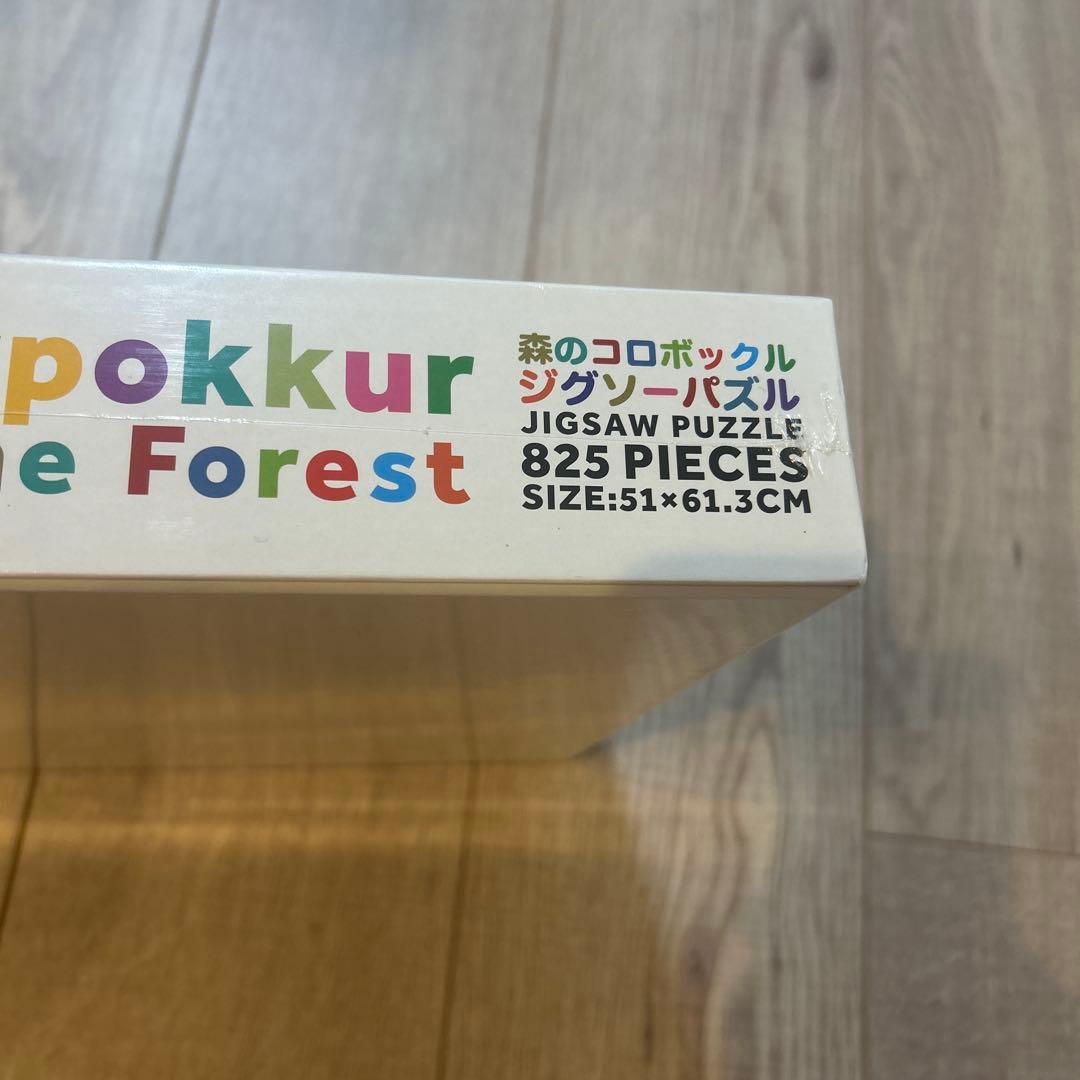 pokkur
e Forest
森のコロボックル
ジグソーパズル
JIGSAW PUZZLE
825 PIECES
SIZE:51×61.3CM